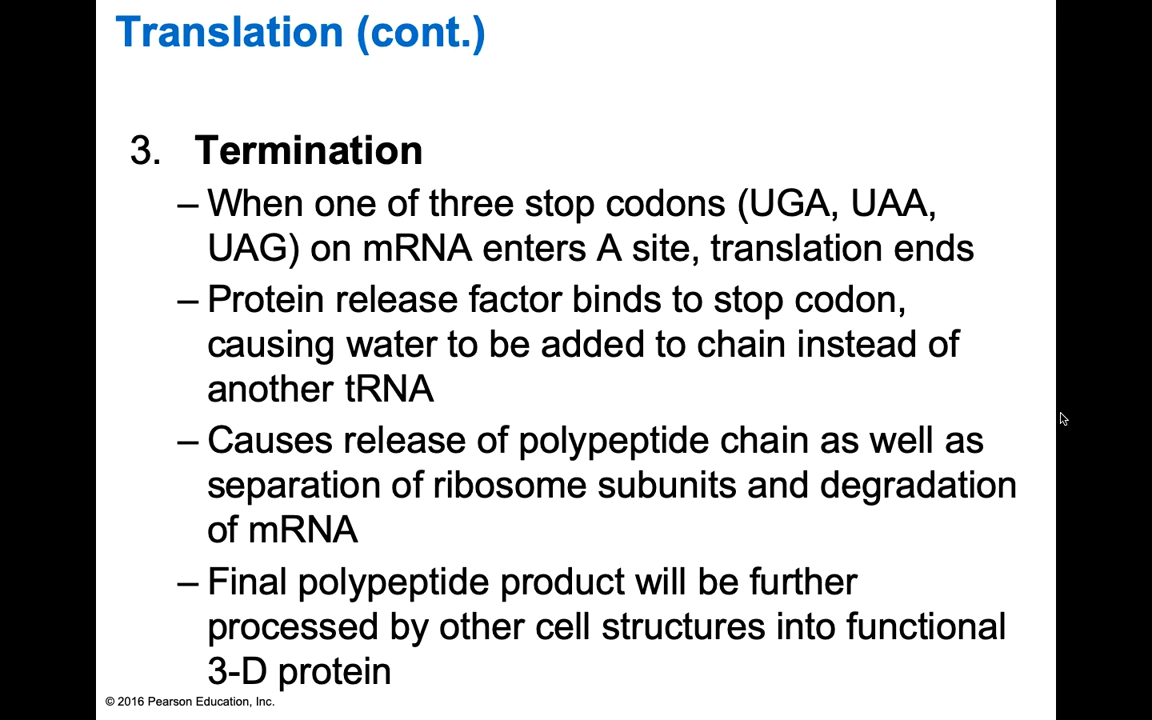 Translation (cont.)
3. Termination
– When one of three stop codons (UGA, UAA,
UAG) on mRNA enters A site, translation ends
– Protein release factor binds to stop codon,
causing water to be added to chain instead of
another tRNA
– Causes release of polypeptide chain as well as
separation of ribosome subunits and degradation
of mRNA
– Final polypeptide product will be further
processed by other cell structures into functional
3-D protein
© 2016 Pearson Education, Inc.